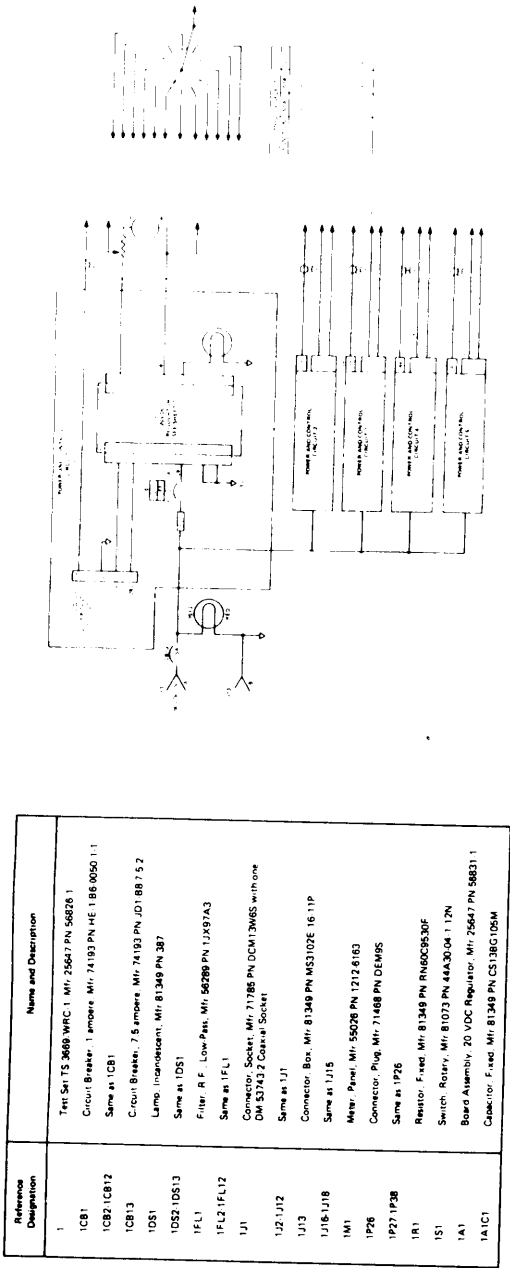 POWER AND CONTROL
CIRCUIT 2
POWER AND CONTROL
CIRCUIT 3
POWER AND CONTROL
CIRCUIT 4
POWER AND CONTROL
CIRCUIT 5
Reference Designation Name and Description
1 Test Set TS 3669/WRC-1 Mfr 25647 PN 56826-1
1CB1 Circuit Breaker, 1 ampere Mfr 74193 PN HE-1-B6-0050 1-1
1CB2-1CB12 Same as 1CB1
1CB13 Circuit Breaker, 7.5 ampere, Mfr 74193 PN JD1-B8-7.5-2
1DS1 Lamp, Incandescent, Mfr 81349 PN 387
1DS2-1DS13 Same as 1DS1
1FL1 Filter, R.F., Low-Pass, Mfr 56289 PN 1JX97A3
1FL2-1FL12 Same as 1FL1
1J1 Connector, Socket, Mfr 71785 PN DCM13W6S with one
DM 53743-2 Coaxial Socket
1J2-1J12 Same as 1J1
1J13 Connector, Box, Mfr 81349 PN MS3102E 16-11P
1J16-1J18 Same as 1J15
1M1 Meter, Panel, Mfr 55026 PN 1212-6163
1P26 Connector, Plug, Mfr 71468 PN DEM9S
1P27-1P38 Same as 1P26
1R1 Resistor, Fixed, Mfr 81349 PN RN60C9530F
1S1 Switch, Rotary, Mfr 81073 PN 44A30-04-1-12N
1A1 Board Assembly, 20 VDC Regulator, Mfr 25647 PN 56831-1
1A1C1 Capacitor, Fixed, Mfr 81349 PN CS13BG105M